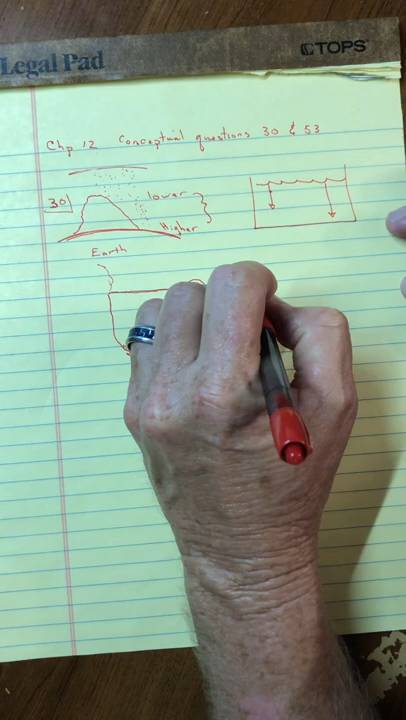 Legal Pad
TOPS
Chp 12 Conceptual questions 30 & 53
30)
lower
Higher
Earth